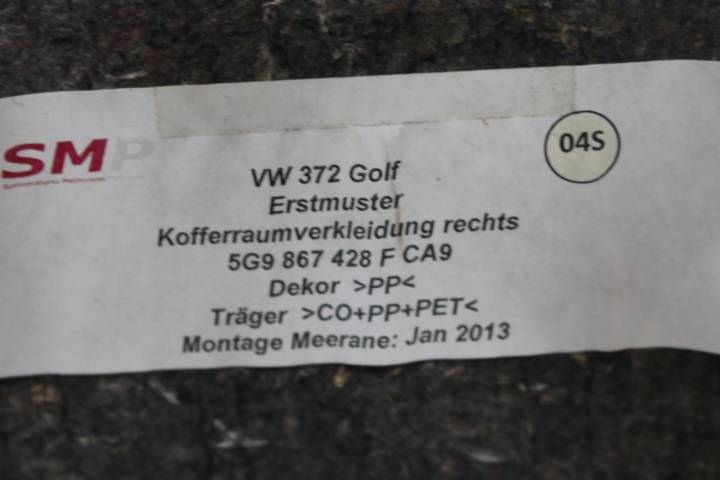 SMP
04S
VW 372 Golf
Erstmuster
Kofferraumverkleidung rechts
5G9 867 428 F CA9
Dekor >PP<
Träger >CO+PP+PET<
Montage Meerane: Jan 2013